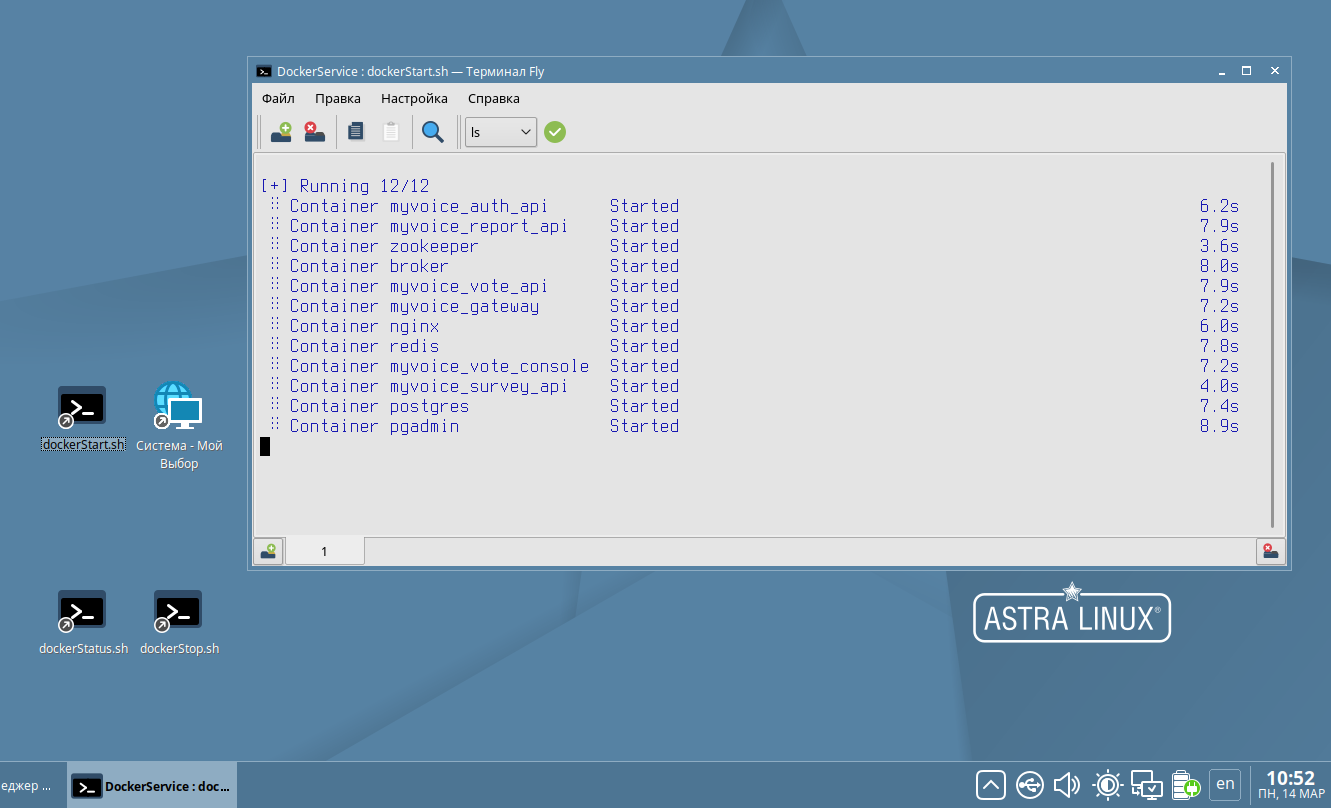 DockerService : dockerStart.sh — Терминал Fly
Файл Правка Настройка Справка
ls
[+] Running 12/12
Container myvoice_auth_api Started 6.2s
Container myvoice_report_api Started 7.9s
Container zookeeper Started 3.6s
Container broker Started 8.0s
Container myvoice_vote_api Started 7.9s
Container myvoice_gateway Started 7.2s
Container nginx Started 6.0s
Container redis Started 7.8s
Container myvoice_vote_console Started 7.2s
Container myvoice_survey_api Started 4.0s
Container postgres Started 7.4s
Container pgadmin Started 8.9s
1
dockerStart.sh
Система - Мой
Выбор
dockerStatus.sh
dockerStop.sh
ASTRA LINUX®
еджер ...
DockerService : doc...
en
10:52
ПН, 14 МАР